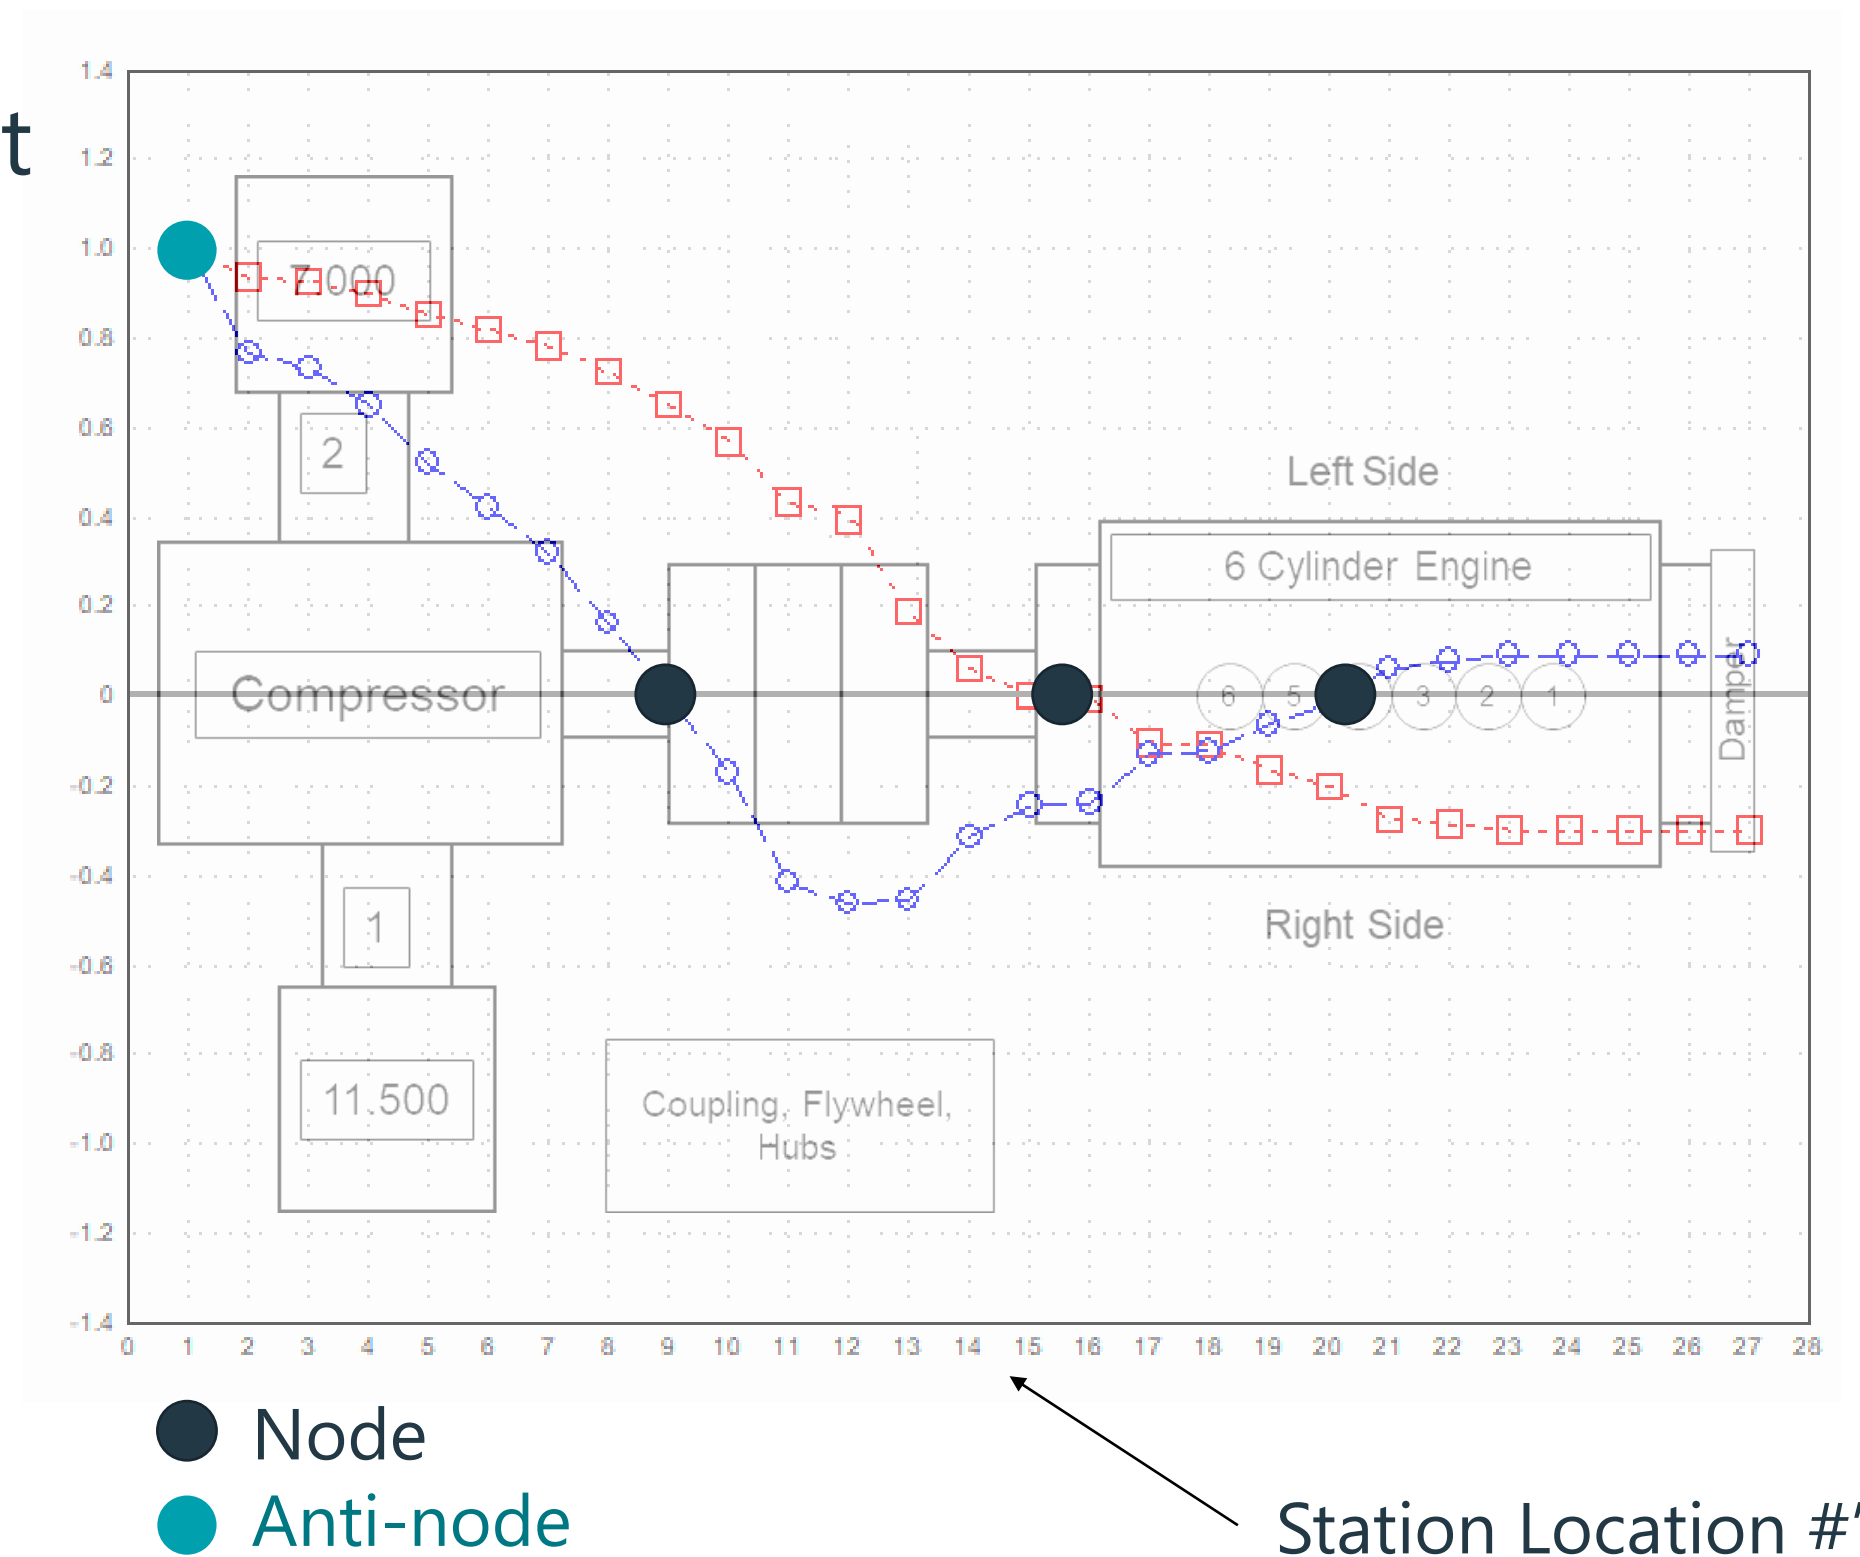 t
1.4
1.2
1.0
0.8
0.6
0.4
0.2
0
-0.2
-0.4
-0.6
-0.8
-1.0
-1.2
-1.4
7.000
2
Compressor
1
11.500
Coupling, Flywheel,
Hubs
Left Side
6 Cylinder Engine
6 5 3 2 1
Damper
Right Side
0 1 2 3 4 5 6 7 8 9 10 11 12 13 14 15 16 17 18 19 20 21 22 23 24 25 26 27 28
Node
Anti-node
Station Location #'